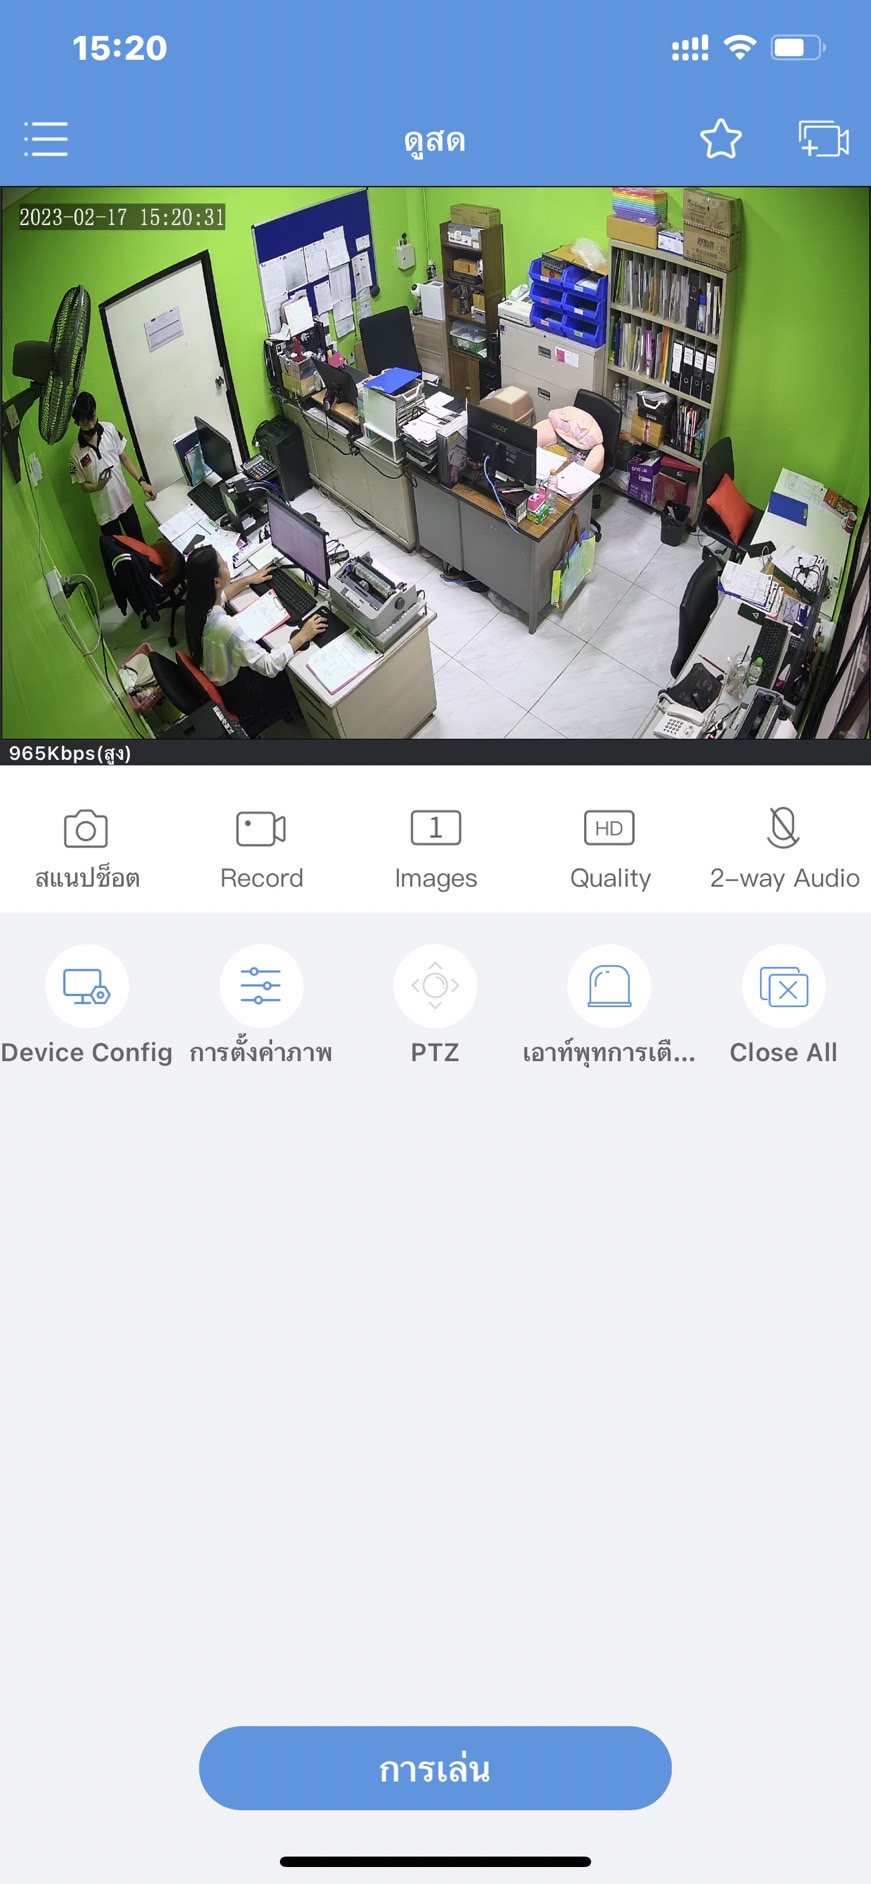 15:20
ดูสด
2023-02-17 15:20:31
acer
965Kbps(สูง)
1
HD
สแนปช็อต
Record
Images
Quality
2-way Audio
Device Config
การตั้งค่าภาพ
PTZ
เอาท์พุทการเตื...
Close All
การเล่น